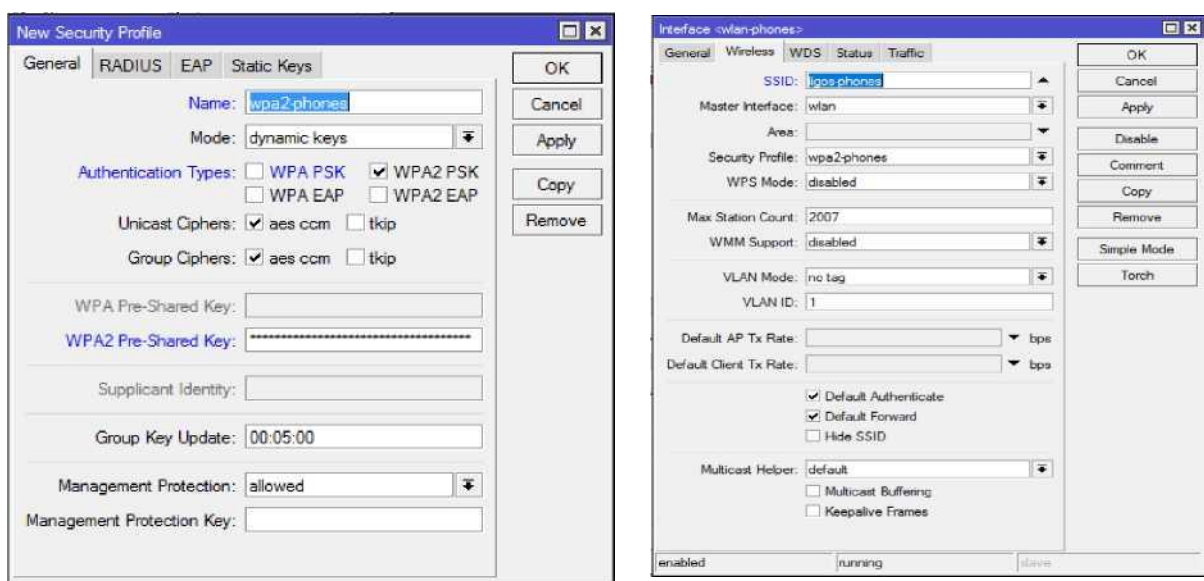 New Security Profile
General RADIUS EAP Static Keys
Name: wpa2-phones
Mode: dynamic keys
Authentication Types: WPA PSK WPA2 PSK
WPA EAP WPA2 EAP
Unicast Ciphers: aes ccm tkip
Group Ciphers: aes ccm tkip
WPA Pre-Shared Key:
WPA2 Pre-Shared Key: ****************************************
Supplicant Identity:
Group Key Update: 00:05:00
Management Protection: allowed
Management Protection Key:
OK
Cancel
Apply
Copy
Remove
Interface <wlan-phones>
General Wireless WDS Status Traffic
SSID: ligos-phones
Master Interface: wlan
Area:
Security Profile: wpa2-phones
WPS Mode: disabled
Max Station Count: 2007
WMM Support: disabled
VLAN Mode: no tag
VLAN ID: 1
Default AP Tx Rate: bps
Default Client Tx Rate: bps
Default Authenticate
Default Forward
Hide SSID
Multicast Helper: default
Multicast Buffering
Keepalive Frames
enabled running slave
OK
Cancel
Apply
Disable
Comment
Copy
Remove
Simple Mode
Torch